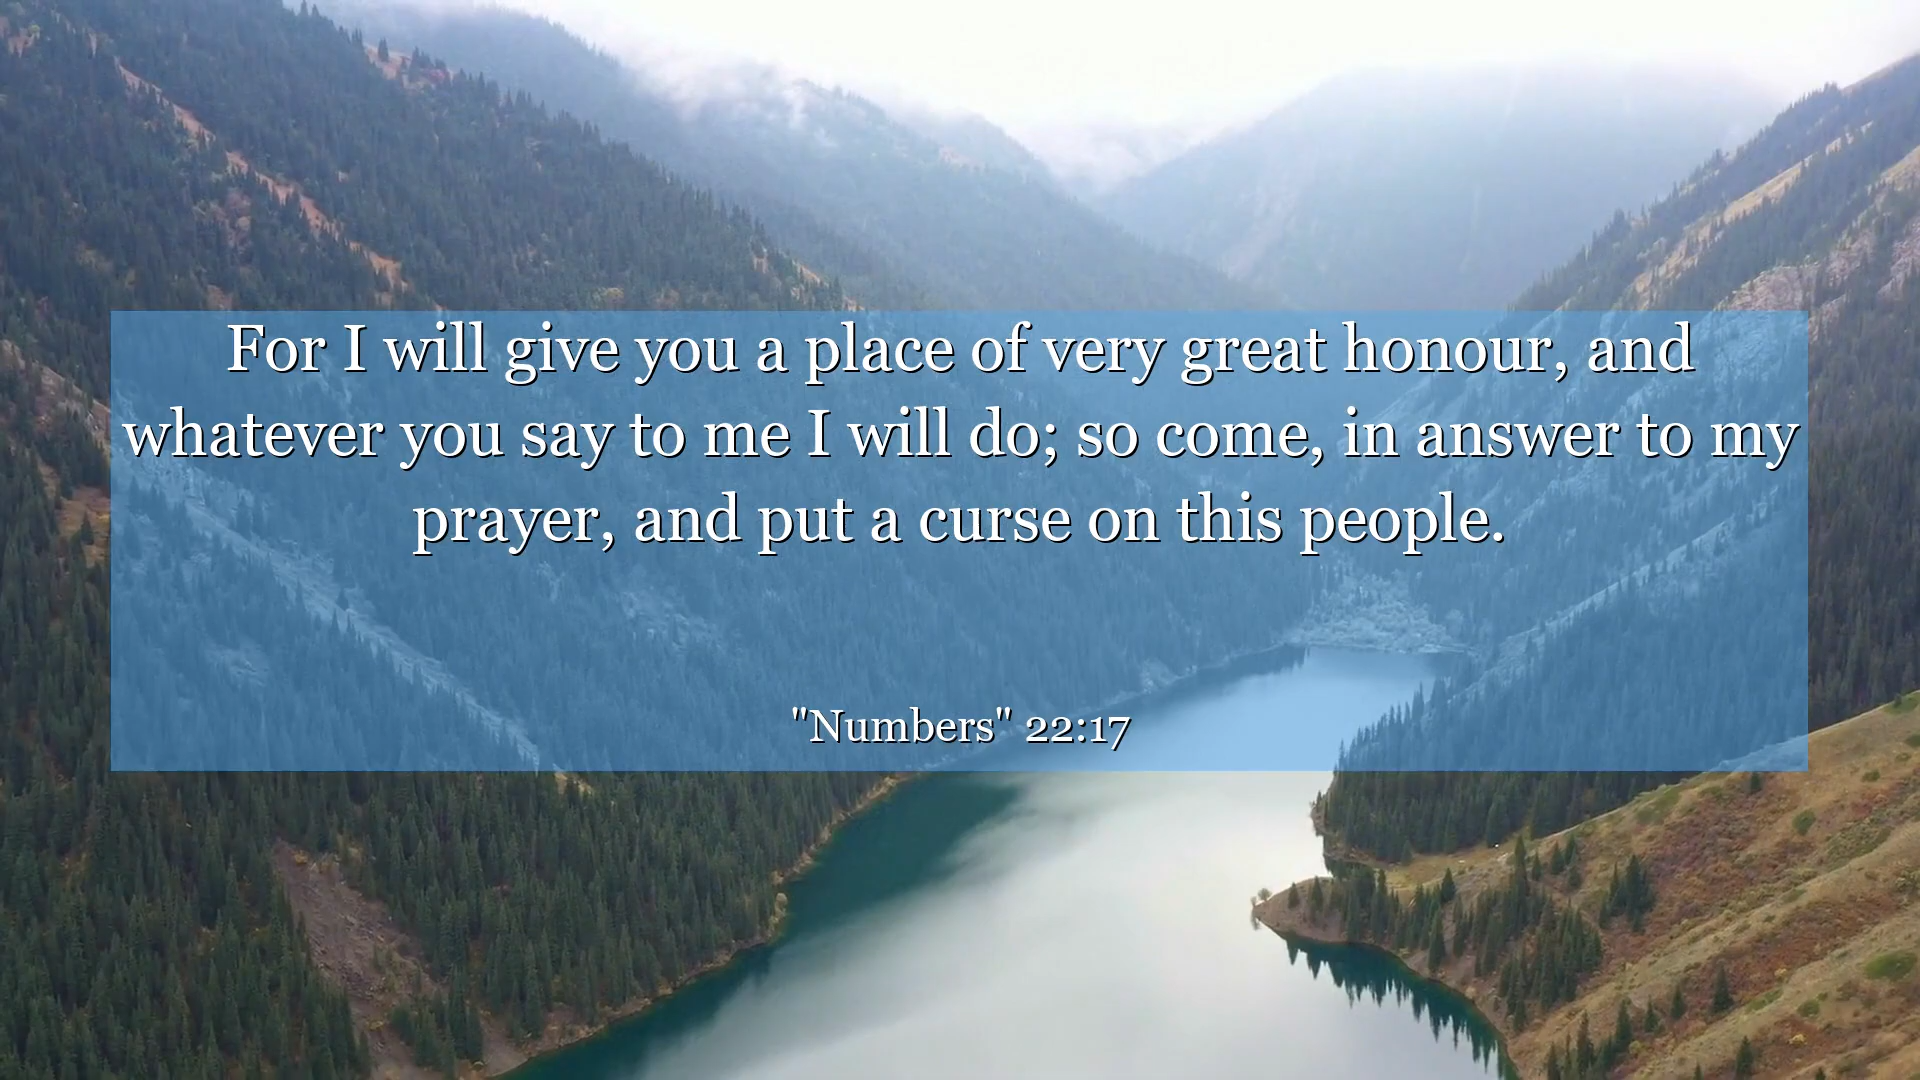 For I will give you a place of very great honour, and
whatever you say to me I will do; so come, in answer to my
prayer, and put a curse on this people.
"Numbers" 22:17